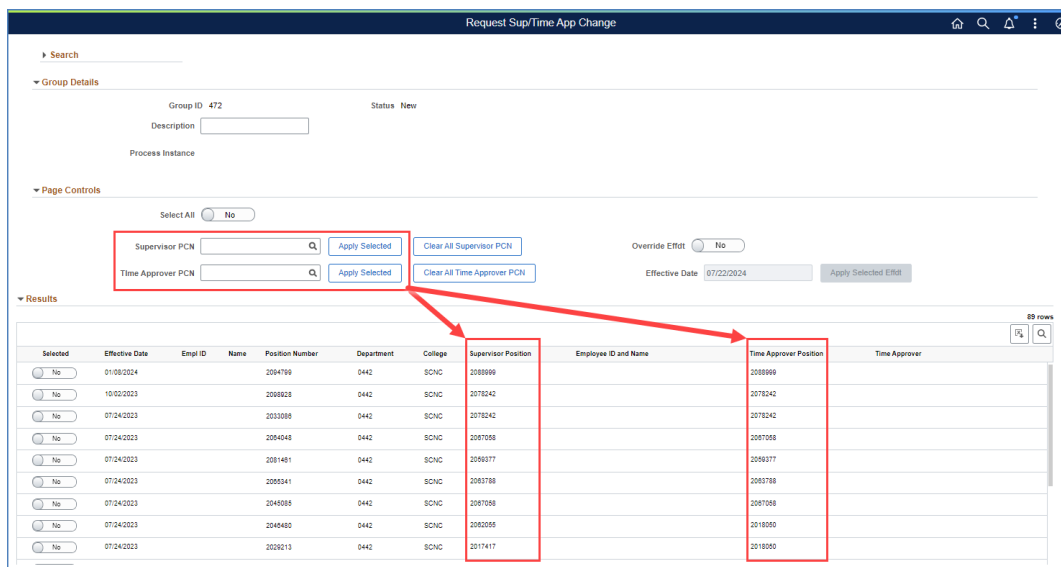 Request Sup/Time App Change
Search
Group Details
Group ID 472 Status New
Description
Process Instance
Page Controls
Select All No
Supervisor PCN Apply Selected Clear All Supervisor PCN Override Effdt No
Time Approver PCN Apply Selected Clear All Time Approver PCN Effective Date 07/22/2024 Apply Selected Effdt
Results
89 rows
Selected Effective Date Empl ID Name Position Number Department College Supervisor Position Employee ID and Name Time Approver Position Time Approver
No 01/08/2024 2094799 0442 SCNC 2088999 2088999
No 10/02/2023 2098928 0442 SCNC 2078242 2078242
No 07/24/2023 2033086 0442 SCNC 2078242 2078242
No 07/24/2023 2064048 0442 SCNC 2067058 2067058
No 07/24/2023 2081461 0442 SCNC 2059377 2059377
No 07/24/2023 2065341 0442 SCNC 2063788 2063788
No 07/24/2023 2045085 0442 SCNC 2067058 2067058
No 07/24/2023 2046480 0442 SCNC 2062055 2018050
No 07/24/2023 2029213 0442 SCNC 2017417 2018050